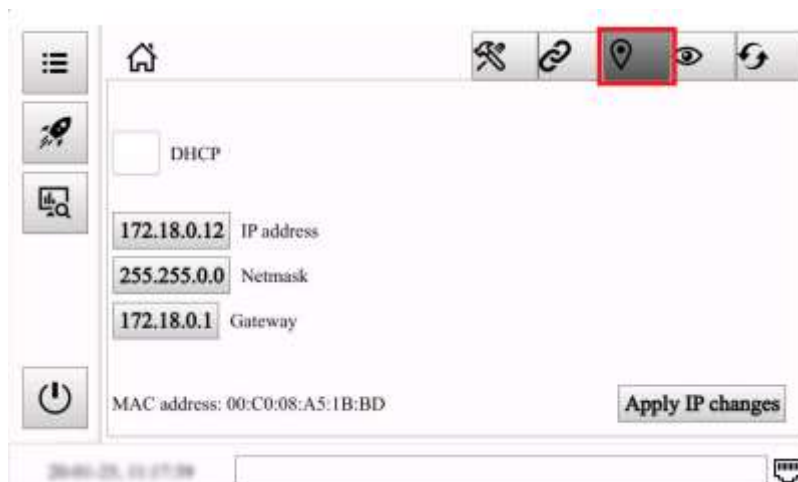 DHCP
172.18.0.12 IP address
255.255.0.0 Netmask
172.18.0.1 Gateway
MAC address: 00:C0:08:A5:1B:BD
Apply IP changes